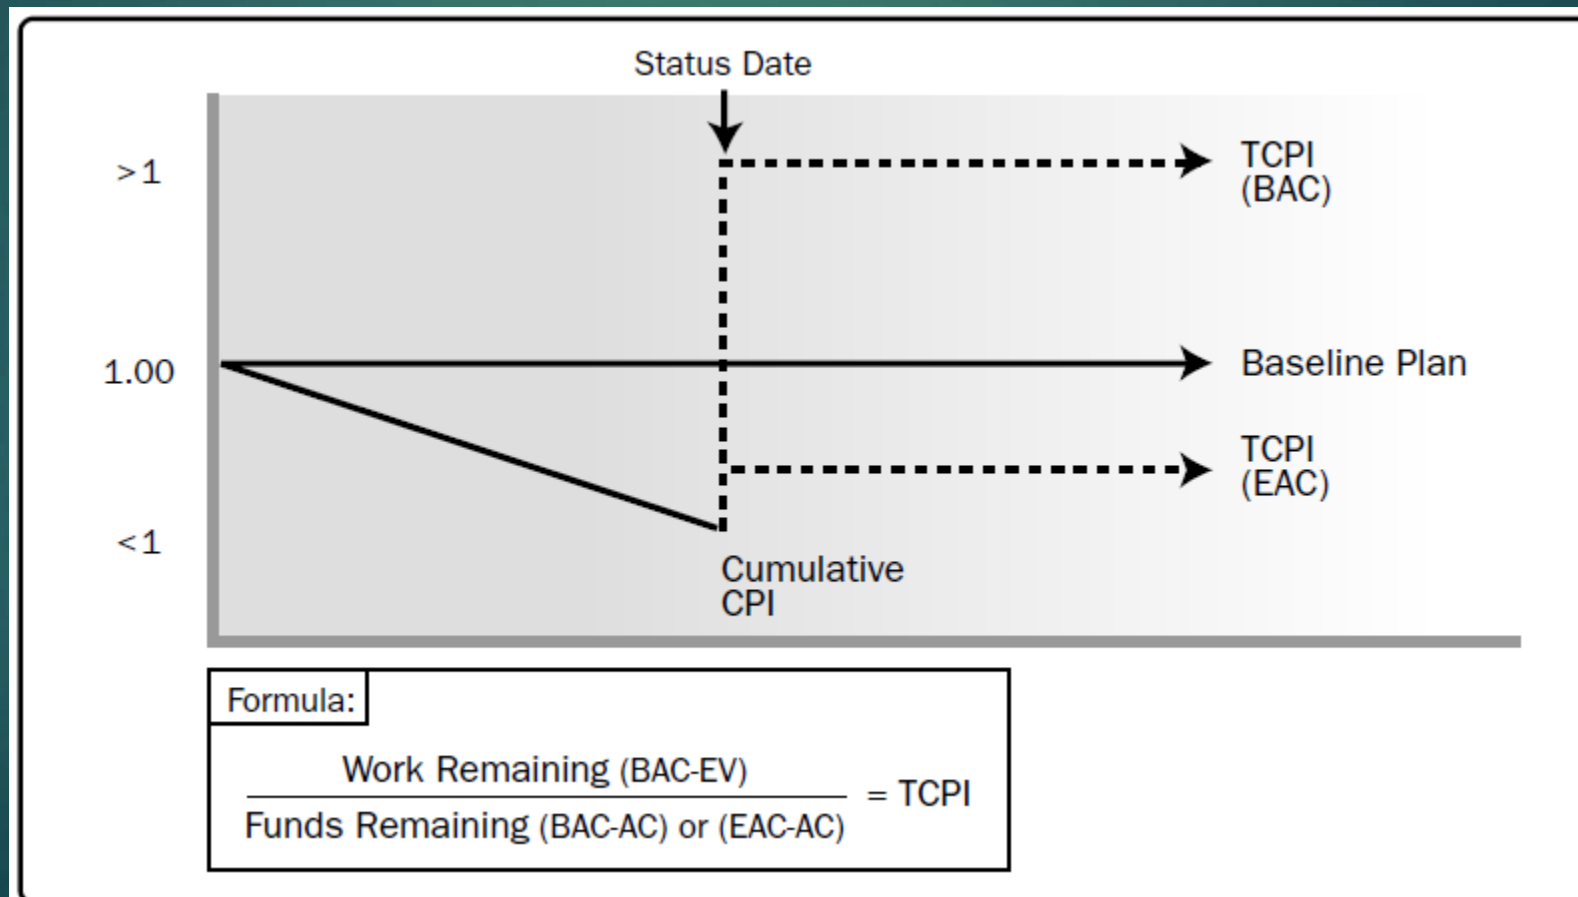 Status Date
>1
TCPI
(BAC)
1.00
Baseline Plan
TCPI
(EAC)
<1
Cumulative
CPI
Formula:
Work Remaining (BAC-EV)
Funds Remaining (BAC-AC) or (EAC-AC)
= TCPI